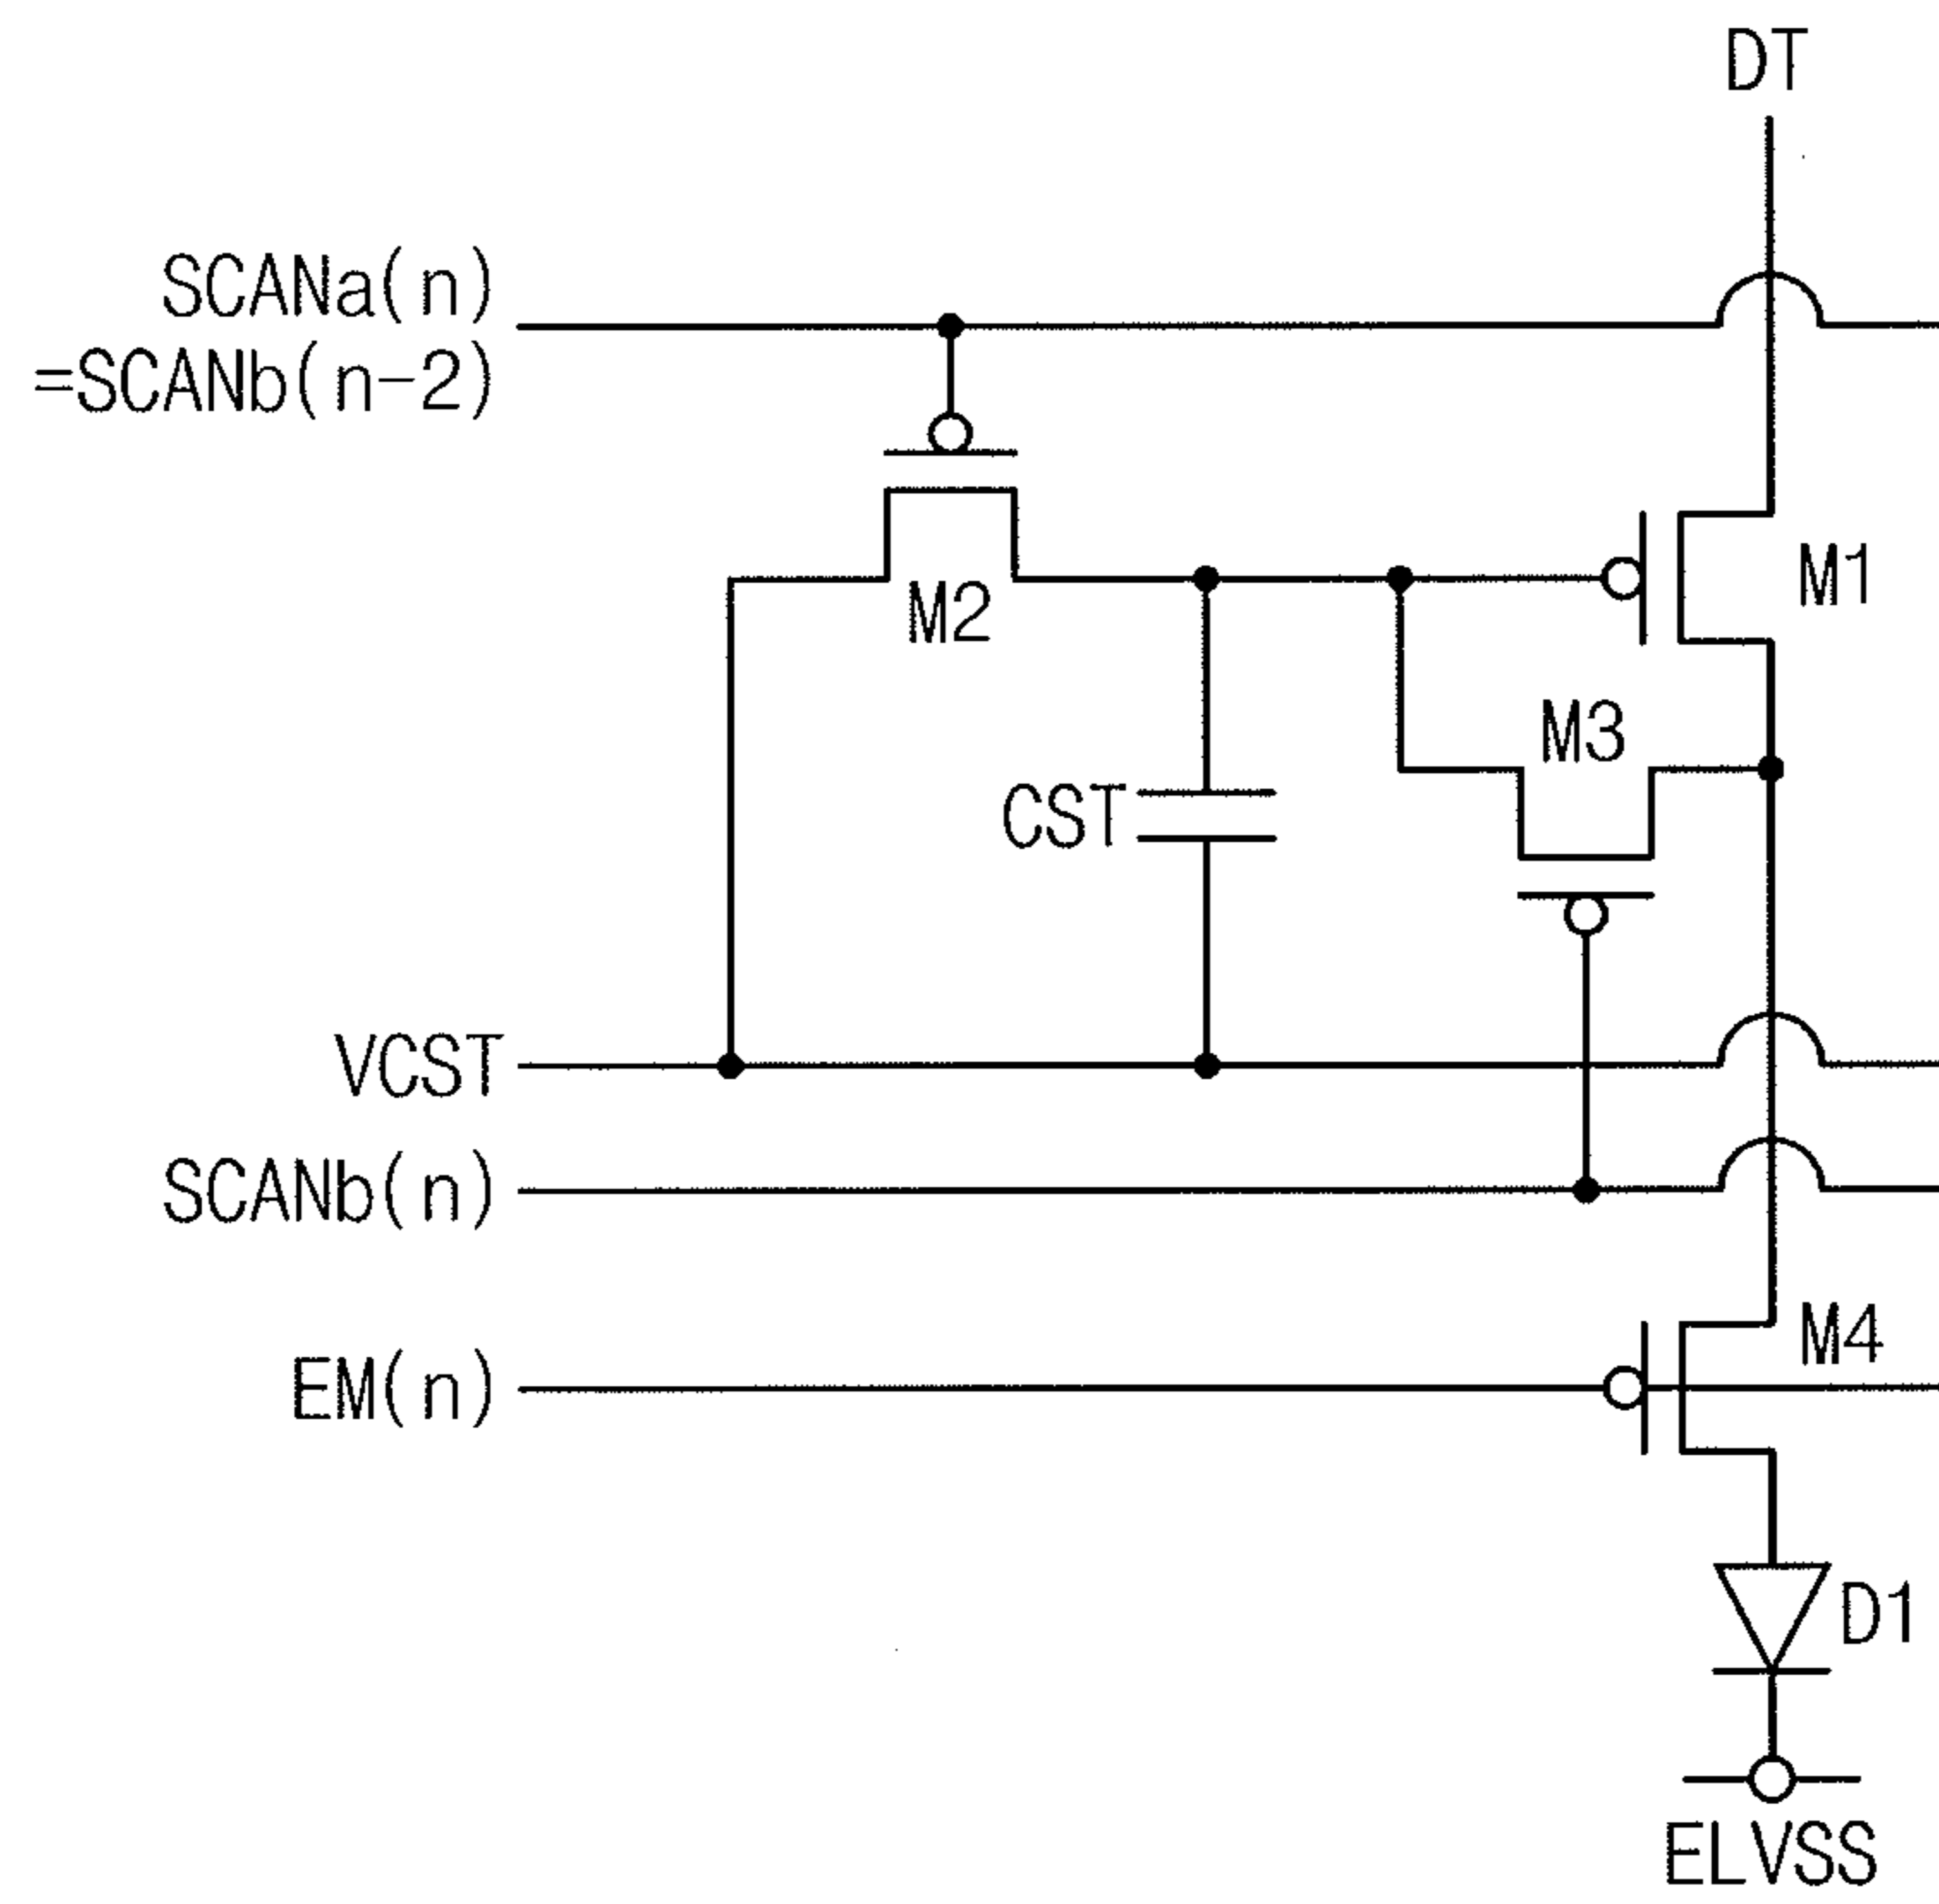 DT
SCANa(n)
=SCANb(n-2)
M1
M2
M3
CST
VCST
SCANb(n)
M4
EM(n)
D1
ELVSS